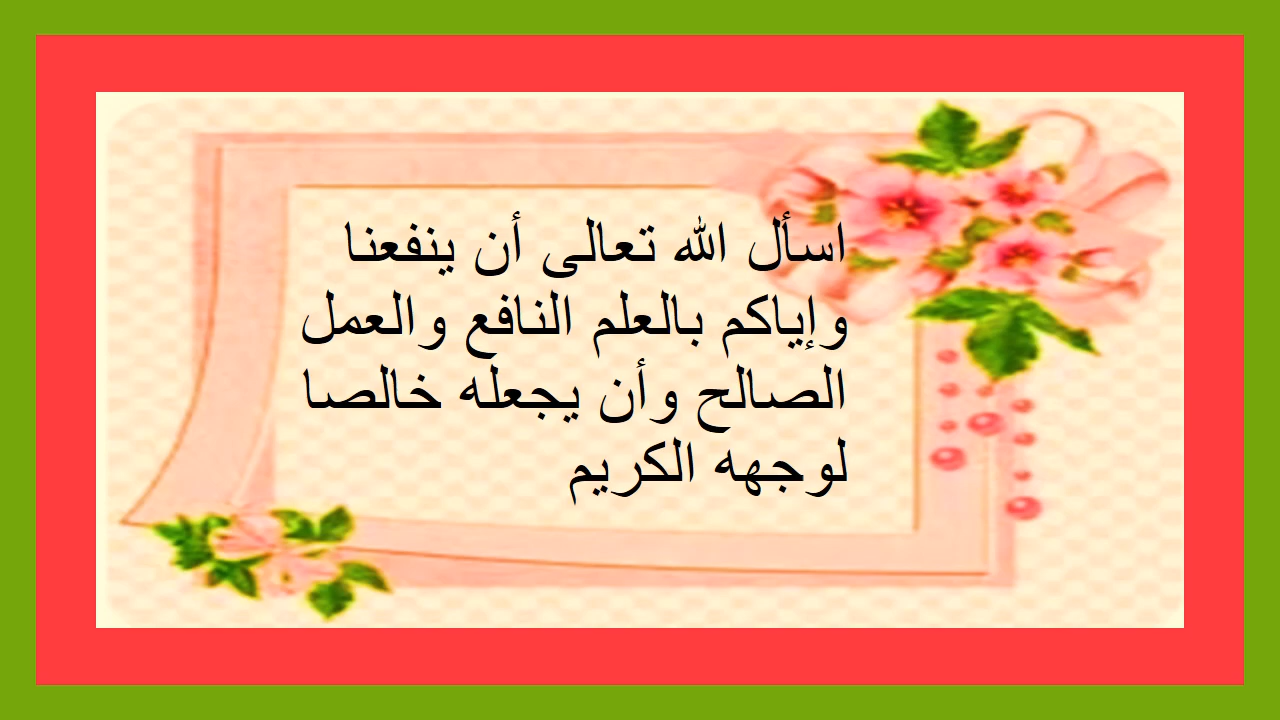 اسأل الله تعالى أن ينفعنا
وإياكم بالعلم النافع والعمل
الصالح وأن يجعله خالصا
لوجهه الكريم